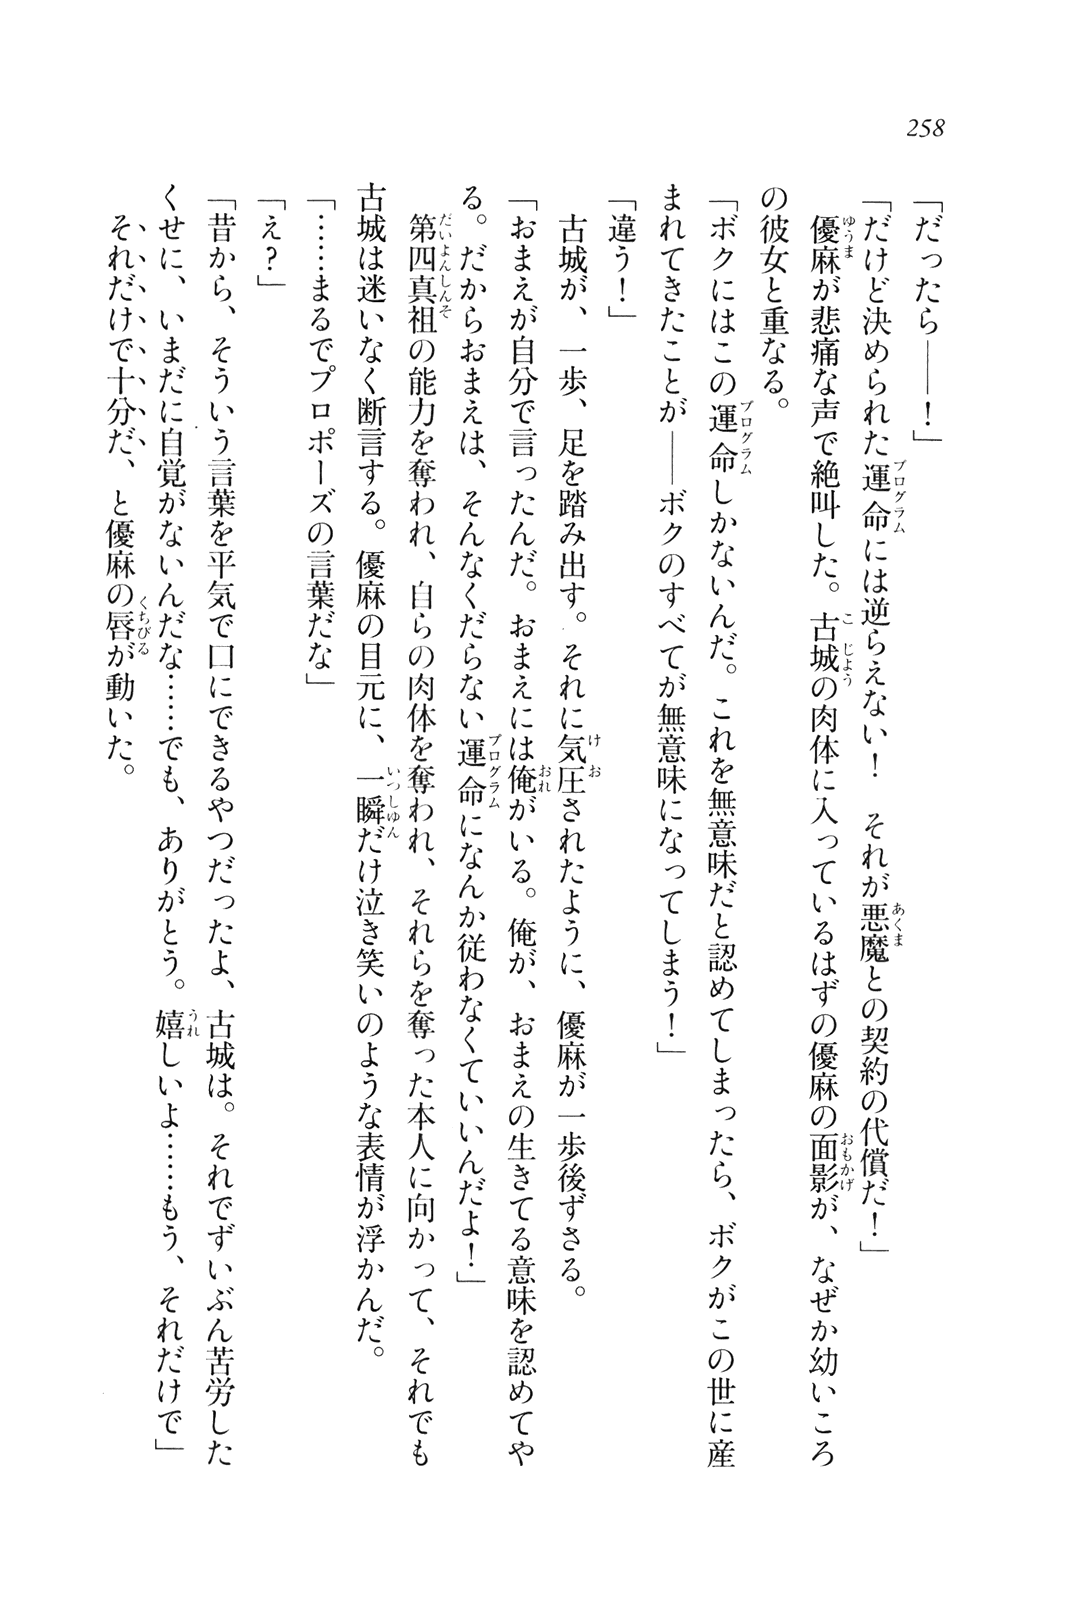 258
「だったら――！」
「だけど決められた運命には逆らえない！　それが悪魔との契約の代償だ！」
　優麻が悲痛な声で絶叫した。古城の肉体に入っているはずの優麻の面影が、なぜか幼いころ
の彼女と重なる。
「ボクにはこの運命しかないんだ。これを無意味だと認めてしまったら、ボクがこの世に産
まれてきたことが――ボクのすべてが無意味になってしまう！」
「違う！」
　古城が、一歩、足を踏み出す。それに気圧されたように、優麻が一歩後ずさる。
「おまえが自分で言ったんだ。おまえには俺がいる。俺が、おまえの生きてる意味を認めてや
る。だからおまえは、そんなくだらない運命になんか従わなくていいんだよ！」
　第四真祖の能力を奪われ、自らの肉体を奪われ、それらを奪った本人に向かって、それでも
古城は迷いなく断言する。優麻の目元に、一瞬だけ泣き笑いのような表情が浮かんだ。
「……まるでプロポーズの言葉だな」
「え？」
「昔から、そういう言葉を平気で口にできるやつだったよ、古城は。それでずいぶん苦労した
くせに、いまだに自覚がないんだな……でも、ありがとう。嬉しいよ……もう、それだけで」
　それだけで十分だ、と優麻の唇が動いた。